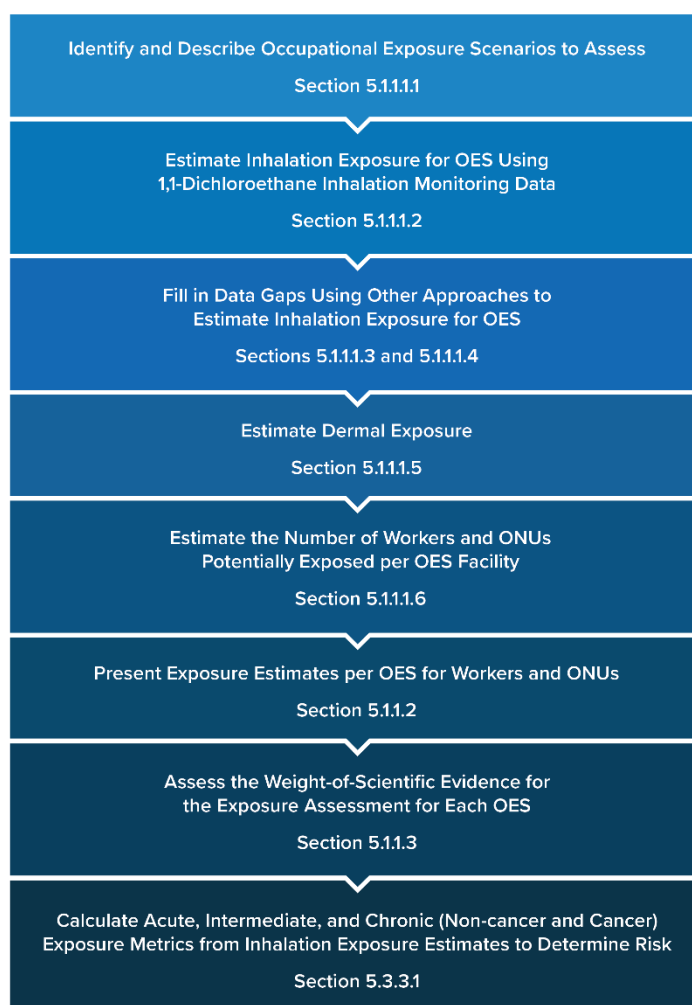 Identify and Describe Occupational Exposure Scenarios to Assess
Section 5.1.1.1.1
Estimate Inhalation Exposure for OES Using
1,1-Dichloroethane Inhalation Monitoring Data
Section 5.1.1.1.2
Fill in Data Gaps Using Other Approaches to
Estimate Inhalation Exposure for OES
Sections 5.1.1.1.3 and 5.1.1.1.4
Estimate Dermal Exposure
Section 5.1.1.1.5
Estimate the Number of Workers and ONUs
Potentially Exposed per OES Facility
Section 5.1.1.1.6
Present Exposure Estimates per OES for Workers and ONUs
Section 5.1.1.2
Assess the Weight-of-Scientific Evidence for
the Exposure Assessment for Each OES
Section 5.1.1.3
Calculate Acute, Intermediate, and Chronic (Non-cancer and Cancer)
Exposure Metrics from Inhalation Exposure Estimates to Determine Risk
Section 5.3.3.1